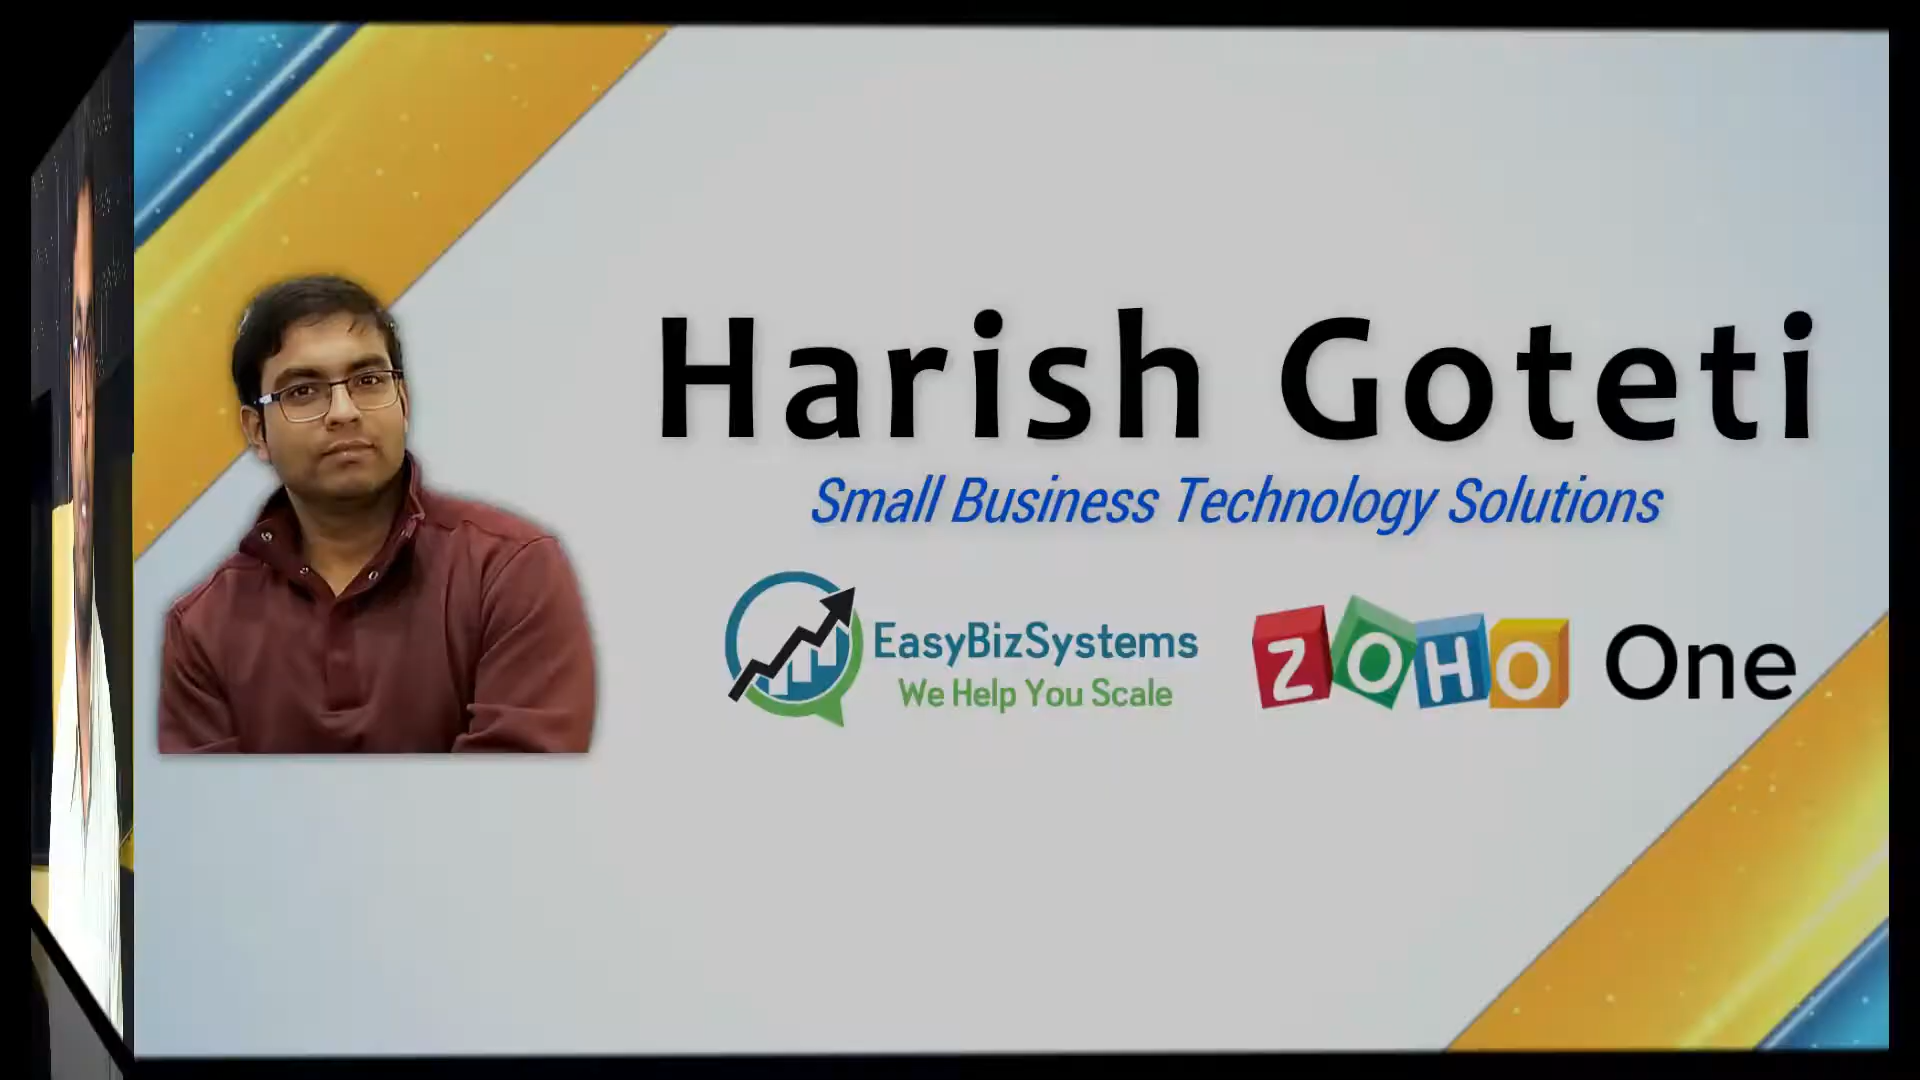 Harish Goteti
Small Business Technology Solutions
EasyBizSystems
We Help You Scale
ZOHO One